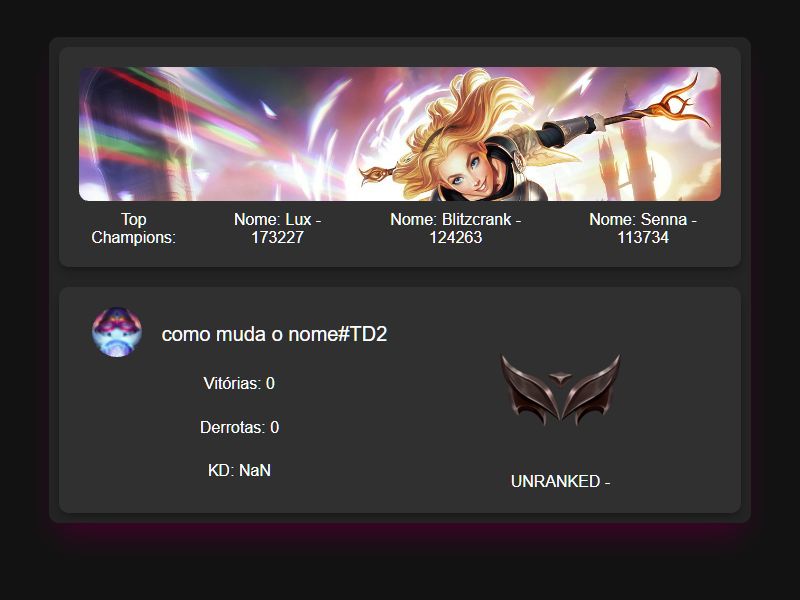 Top
Champions:
Nome: Lux -
173227
Nome: Blitzcrank -
124263
Nome: Senna -
113734
como muda o nome#TD2
Vitórias: 0
Derrotas: 0
KD: NaN
UNRANKED -